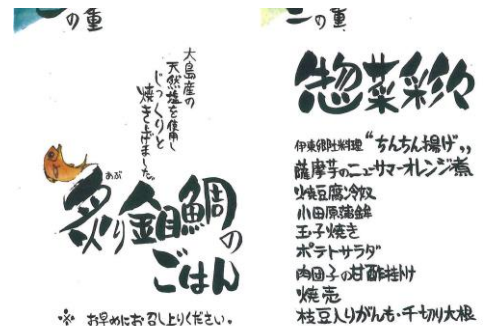 の重
大島産の
天然塩を使用し
じっくりと
焼き上げました。
炙り金目鯛の
あぶ
ごはん
※ お早めにお召し上りください。
二の重
惣菜彩々
伊東郷土料理“ちんちん揚げ„
薩摩芋のニューサマーオレンジ煮
焼豆腐冷奴
小田原蒲鉾
玉子焼き
ポテトサラダ
肉団子の甘酢掛け
焼売
枝豆入りがんも・千切り大根